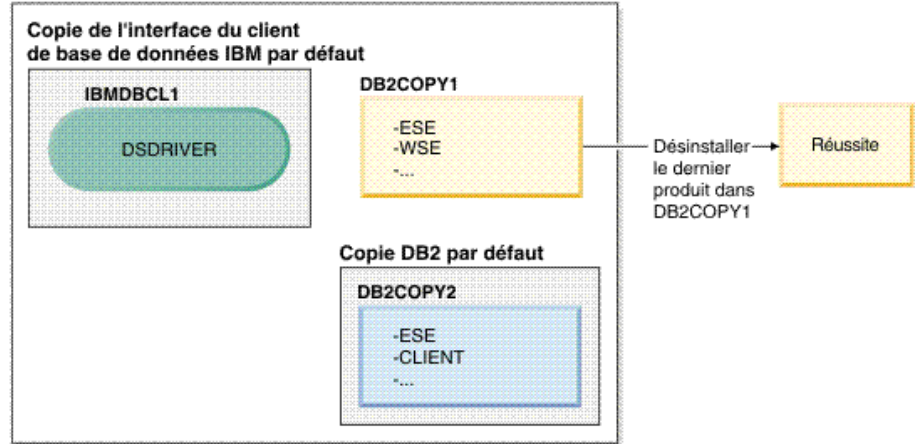 Copie de l'interface du client
de base de données IBM par défaut
IBMDBCL1
DSDRIVER
DB2COPY1
-ESE
-WSE
-...
Désinstaller
le dernier
produit dans
DB2COPY1
Réussite
Copie DB2 par défaut
DB2COPY2
-ESE
-CLIENT
-...